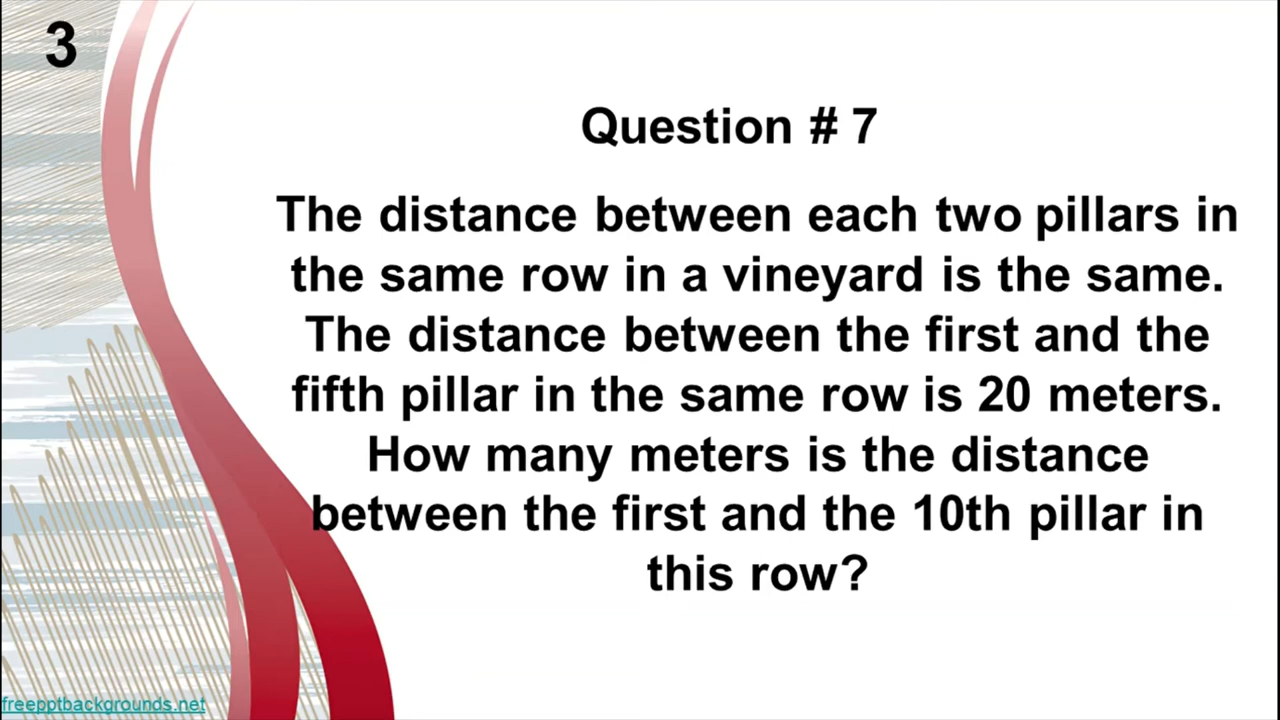 3
Question # 7
The distance between each two pillars in
the same row in a vineyard is the same.
The distance between the first and the
fifth pillar in the same row is 20 meters.
How many meters is the distance
between the first and the 10th pillar in
this row?
freepptbackgrounds.net